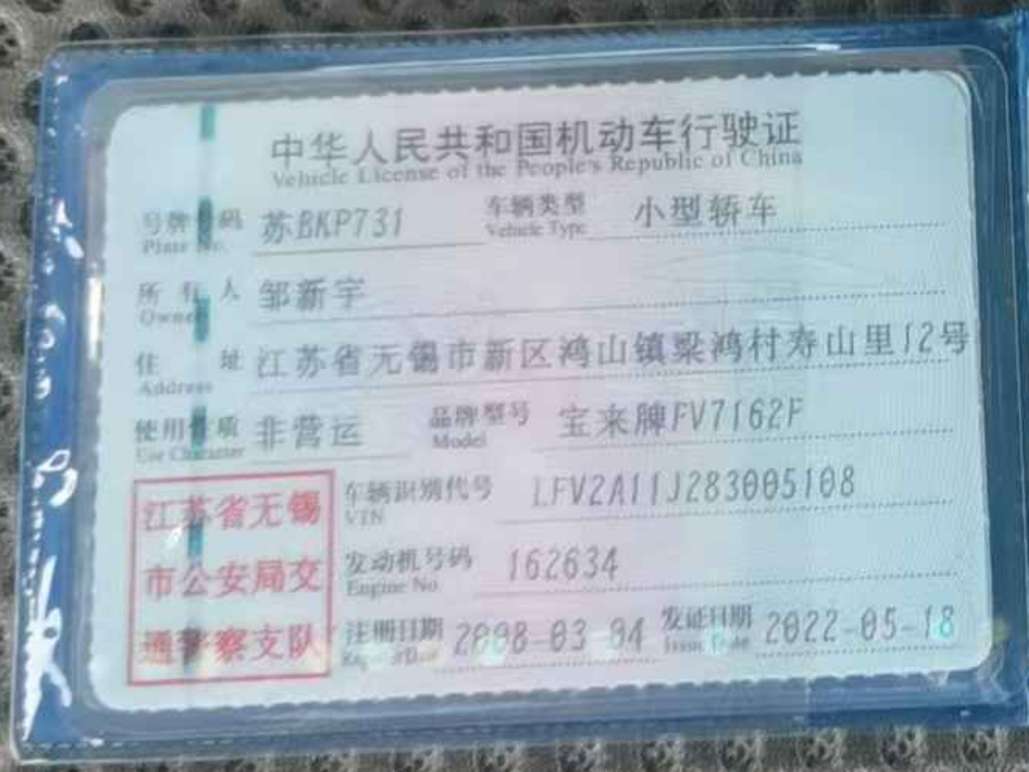 中华人民共和国机动车行驶证
Vehicle License of the People's Republic of China
号牌号码 苏BKP731 车辆类型 小型轿车
Plate No. Vehicle Type
所有人 邹新宇
Owner
住址 江苏省无锡市新区鸿山镇梁鸿村寿山里12号
Address
使用性质 非营运 品牌型号 宝来牌FV7162F
Use Character Model
车辆识别代号 LFV2A11J283005108
VIN
发动机号码 162634
Engine No.
注册日期 2008-03-04 发证日期 2022-05-18
Register Date Issue Date
江苏省无锡
市公安局交
通警察支队